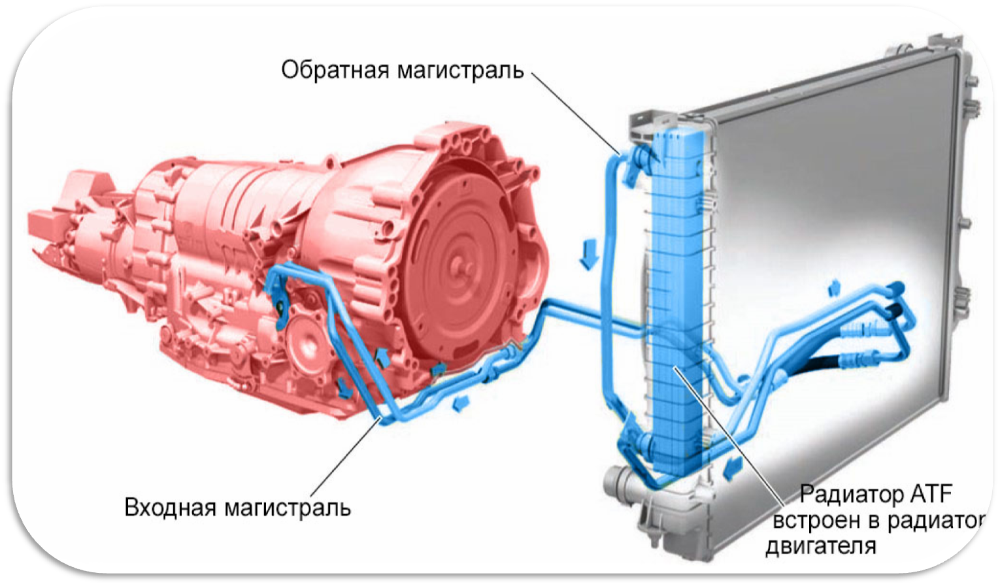 Обратная магистраль
Входная магистраль
Радиатор ATF
встроен в радиатор
двигателя